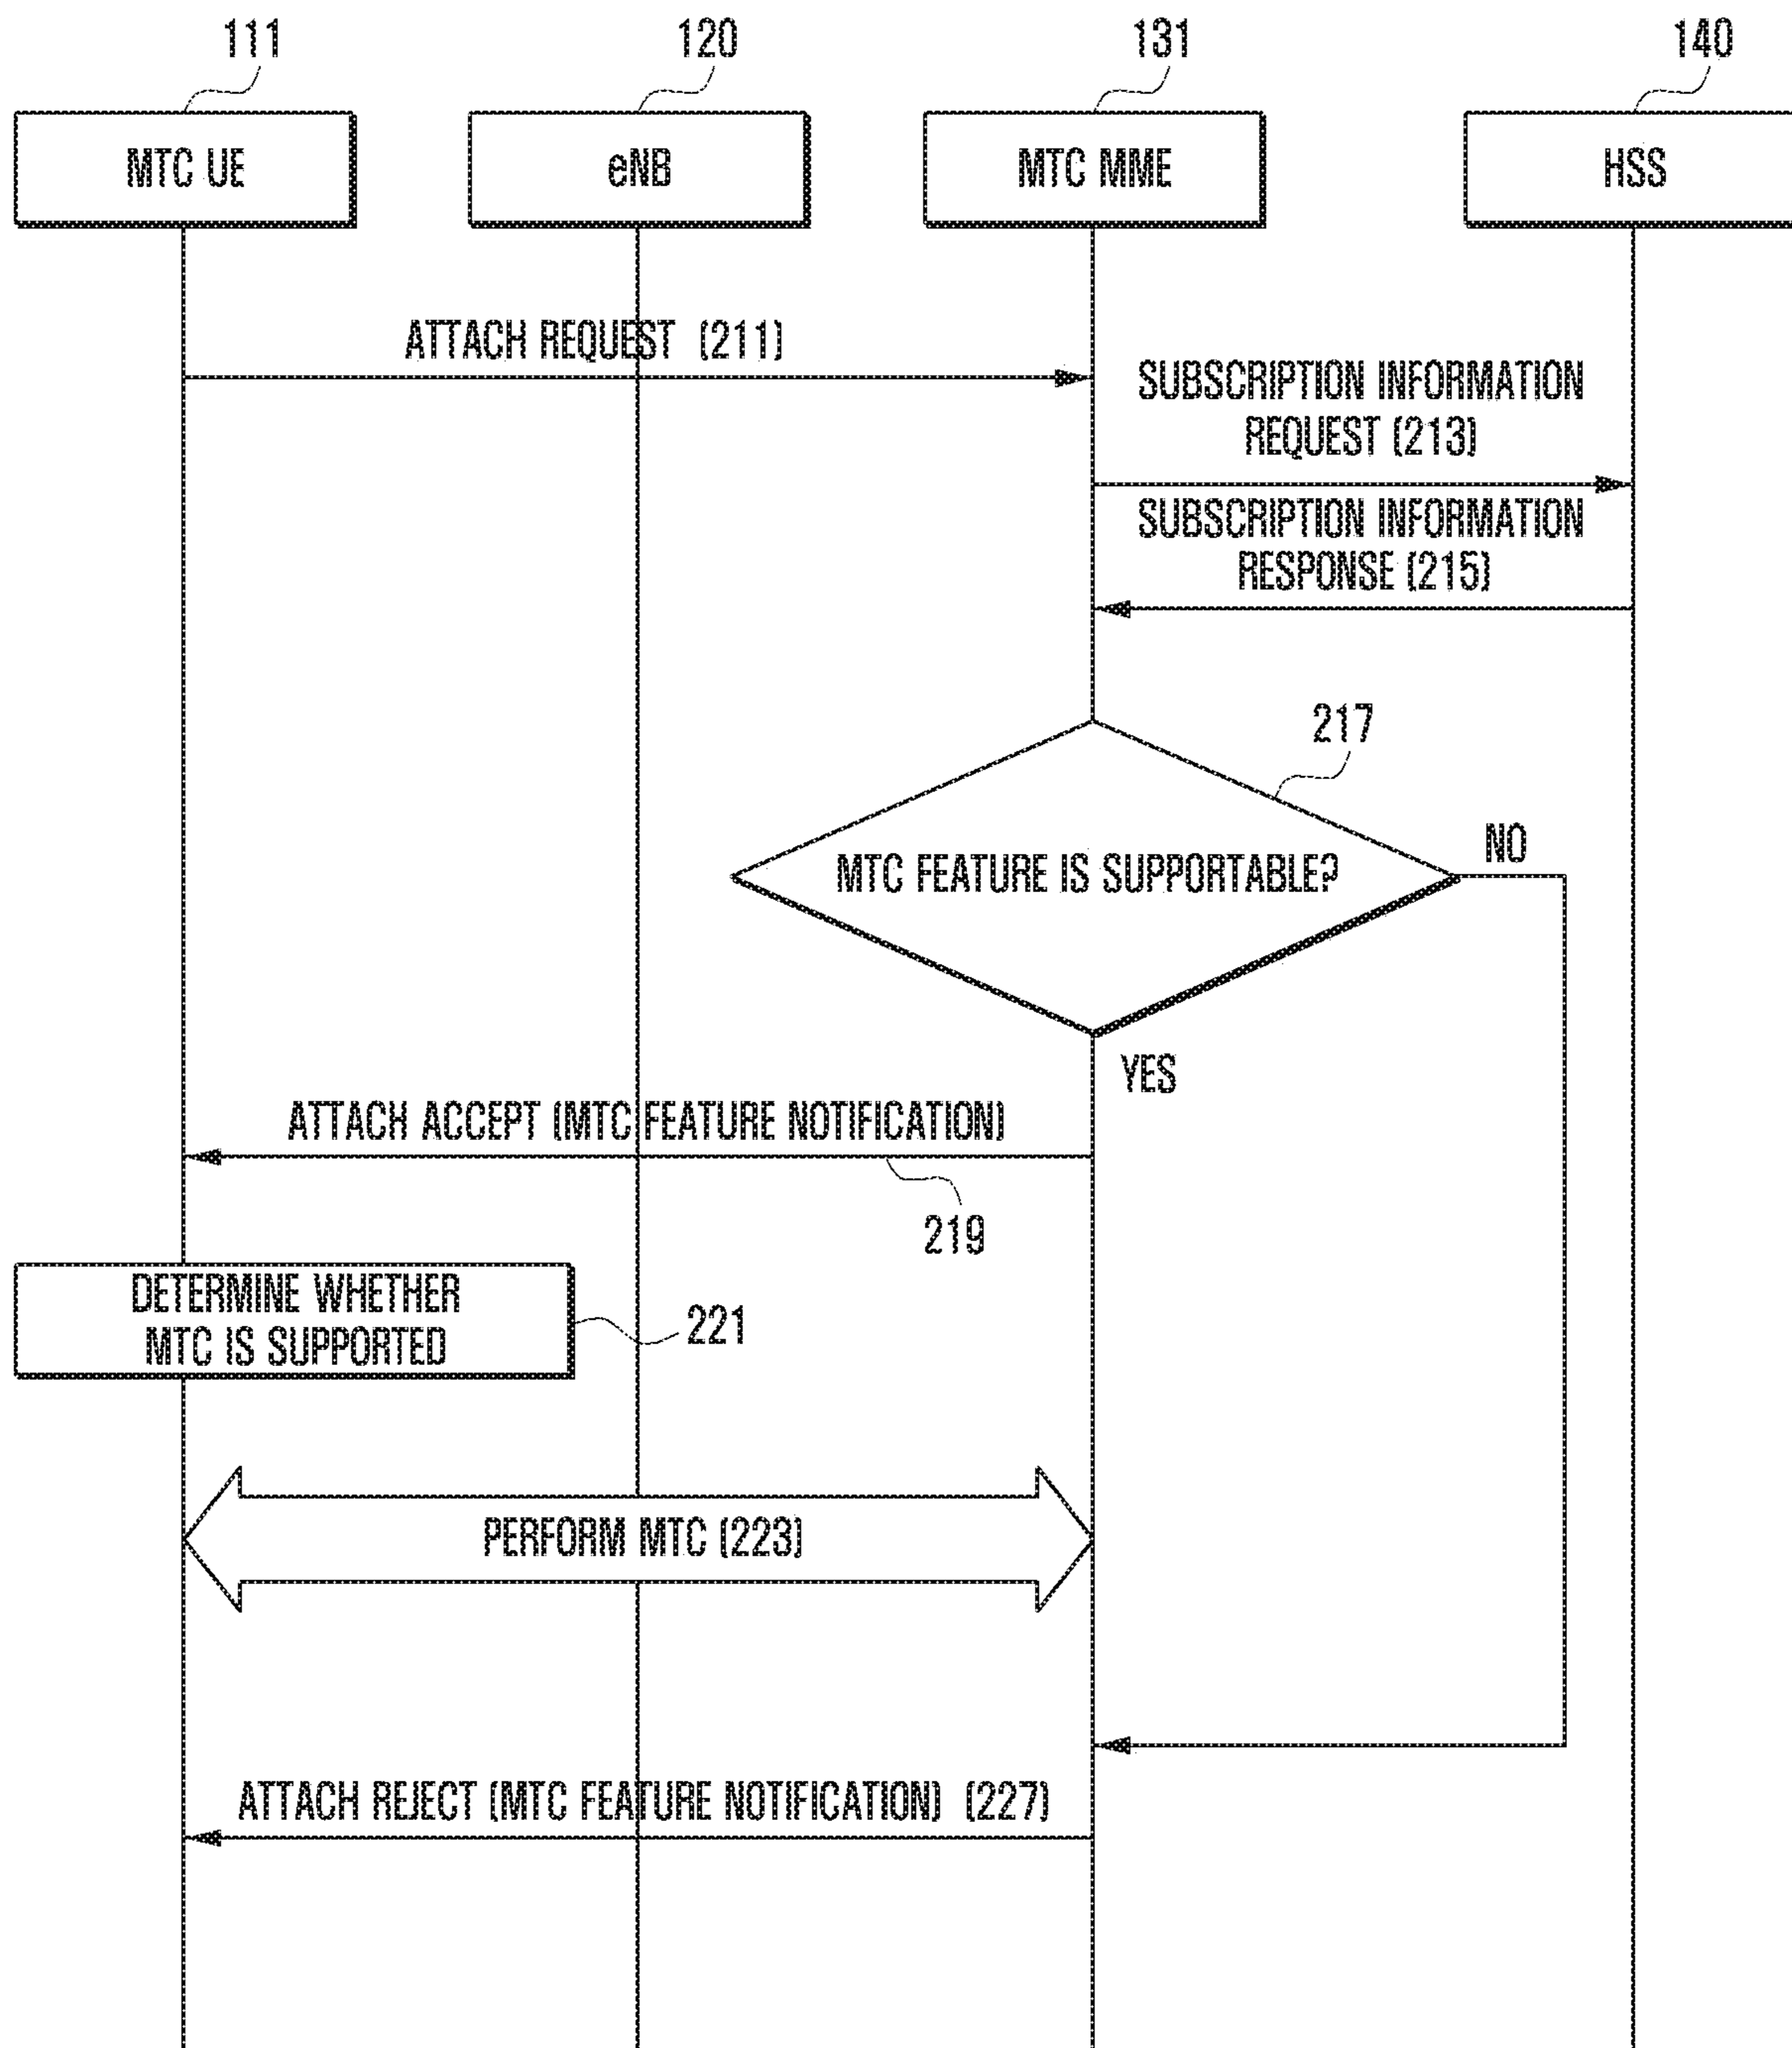 111
120
131
140
MTC UE
eNB
MTC MME
HSS
ATTACH REQUEST (211)
SUBSCRIPTION INFORMATION
REQUEST (213)
SUBSCRIPTION INFORMATION
RESPONSE (215)
217
MTC FEATURE IS SUPPORTABLE?
NO
YES
ATTACH ACCEPT (MTC FEATURE NOTIFICATION)
219
DETERMINE WHETHER
MTC IS SUPPORTED
221
PERFORM MTC (223)
ATTACH REJECT (MTC FEATURE NOTIFICATION) (227)